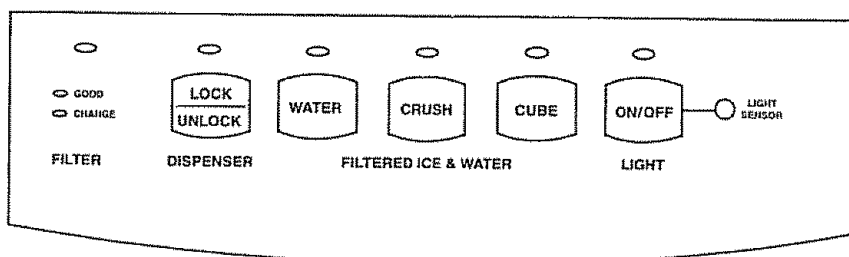 GOOD
CHANGE
FILTER
LOCK
UNLOCK
DISPENSER
WATER
CRUSH
CUBE
FILTERED ICE & WATER
ON/OFF
LIGHT
LIGHT
SENSOR